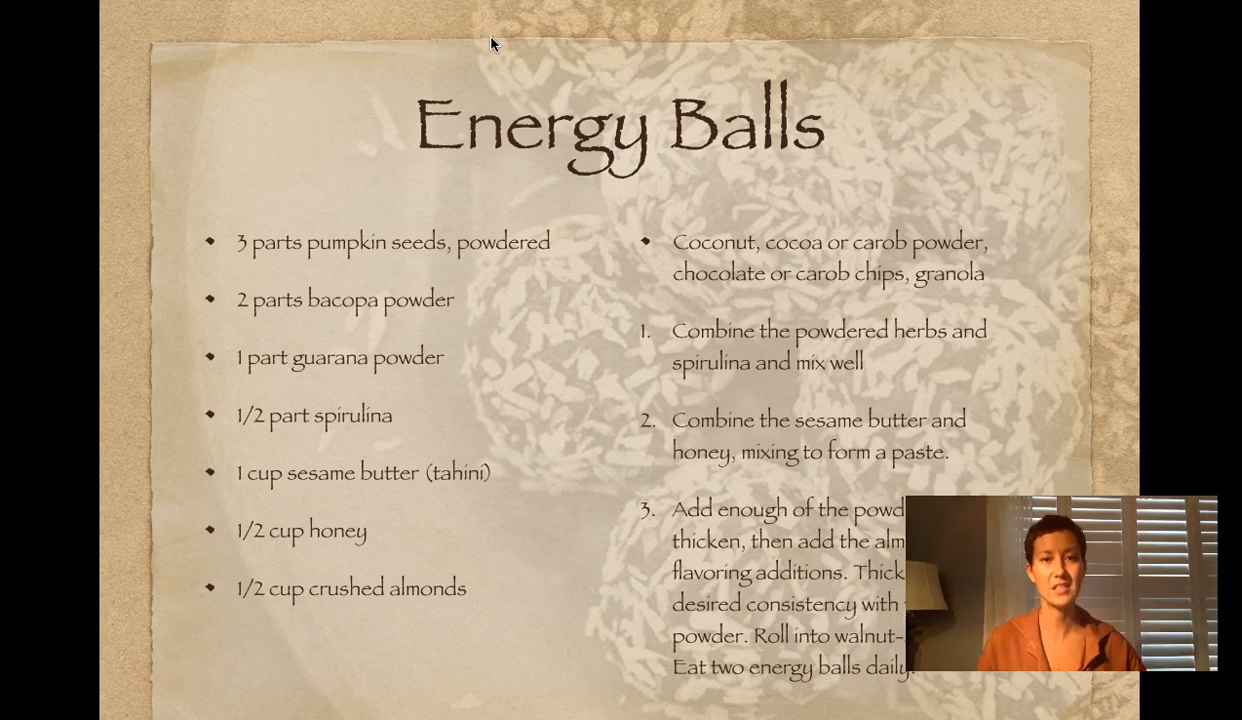 Energy Balls
• 3 parts pumpkin seeds, powdered
• 2 parts bacopa powder
• 1 part guarana powder
• 1/2 part spirulina
• 1 cup sesame butter (tahini)
• 1/2 cup honey
• 1/2 cup crushed almonds
• Coconut, cocoa or carob powder,
chocolate or carob chips, granola
1. Combine the powdered herbs and
spirulina and mix well
2. Combine the sesame butter and
honey, mixing to form a paste.
3. Add enough of the
thicken, then add the
flavoring additions.
desired consistency with
powder. Roll into
Eat two energy balls daily.